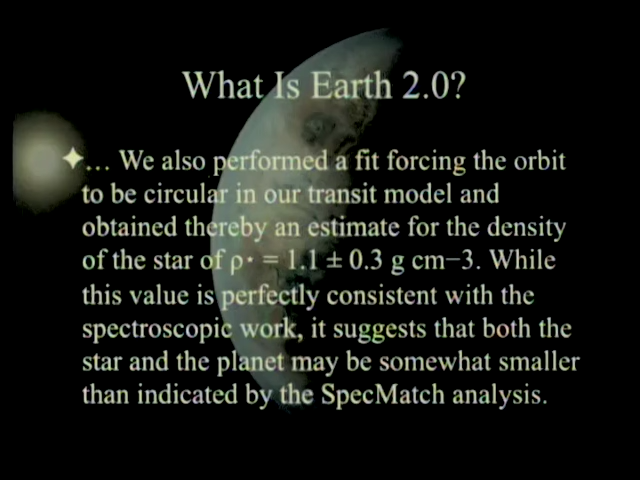 What Is Earth 2.0?
✦… We also performed a fit forcing the orbit
to be circular in our transit model and
obtained thereby an estimate for the density
of the star of ρ· = 1.1 ± 0.3 g cm−3. While
this value is perfectly consistent with the
spectroscopic work, it suggests that both the
star and the planet may be somewhat smaller
than indicated by the SpecMatch analysis.